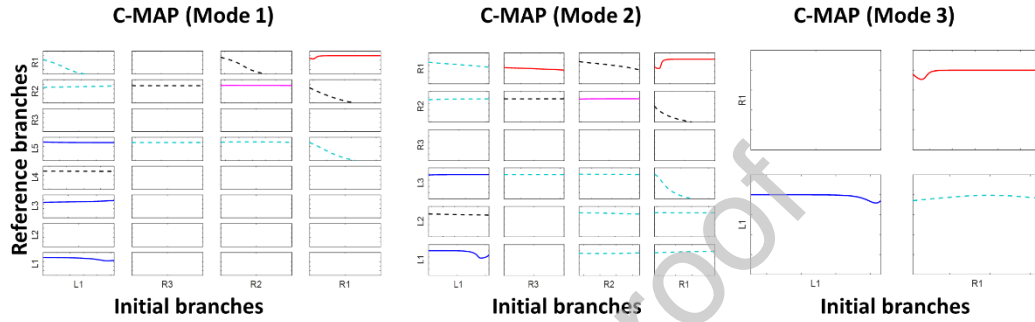 C-MAP (Mode 1)
C-MAP (Mode 2)
C-MAP (Mode 3)
Reference branches
R1
R2
R3
L5
L4
L3
L2
L1
L1 R3 R2 R1
Initial branches
R1
R2
R3
L3
L2
L1
L1 R3 R2 R1
Initial branches
R1
L1
L1 R1
Initial branches
roof